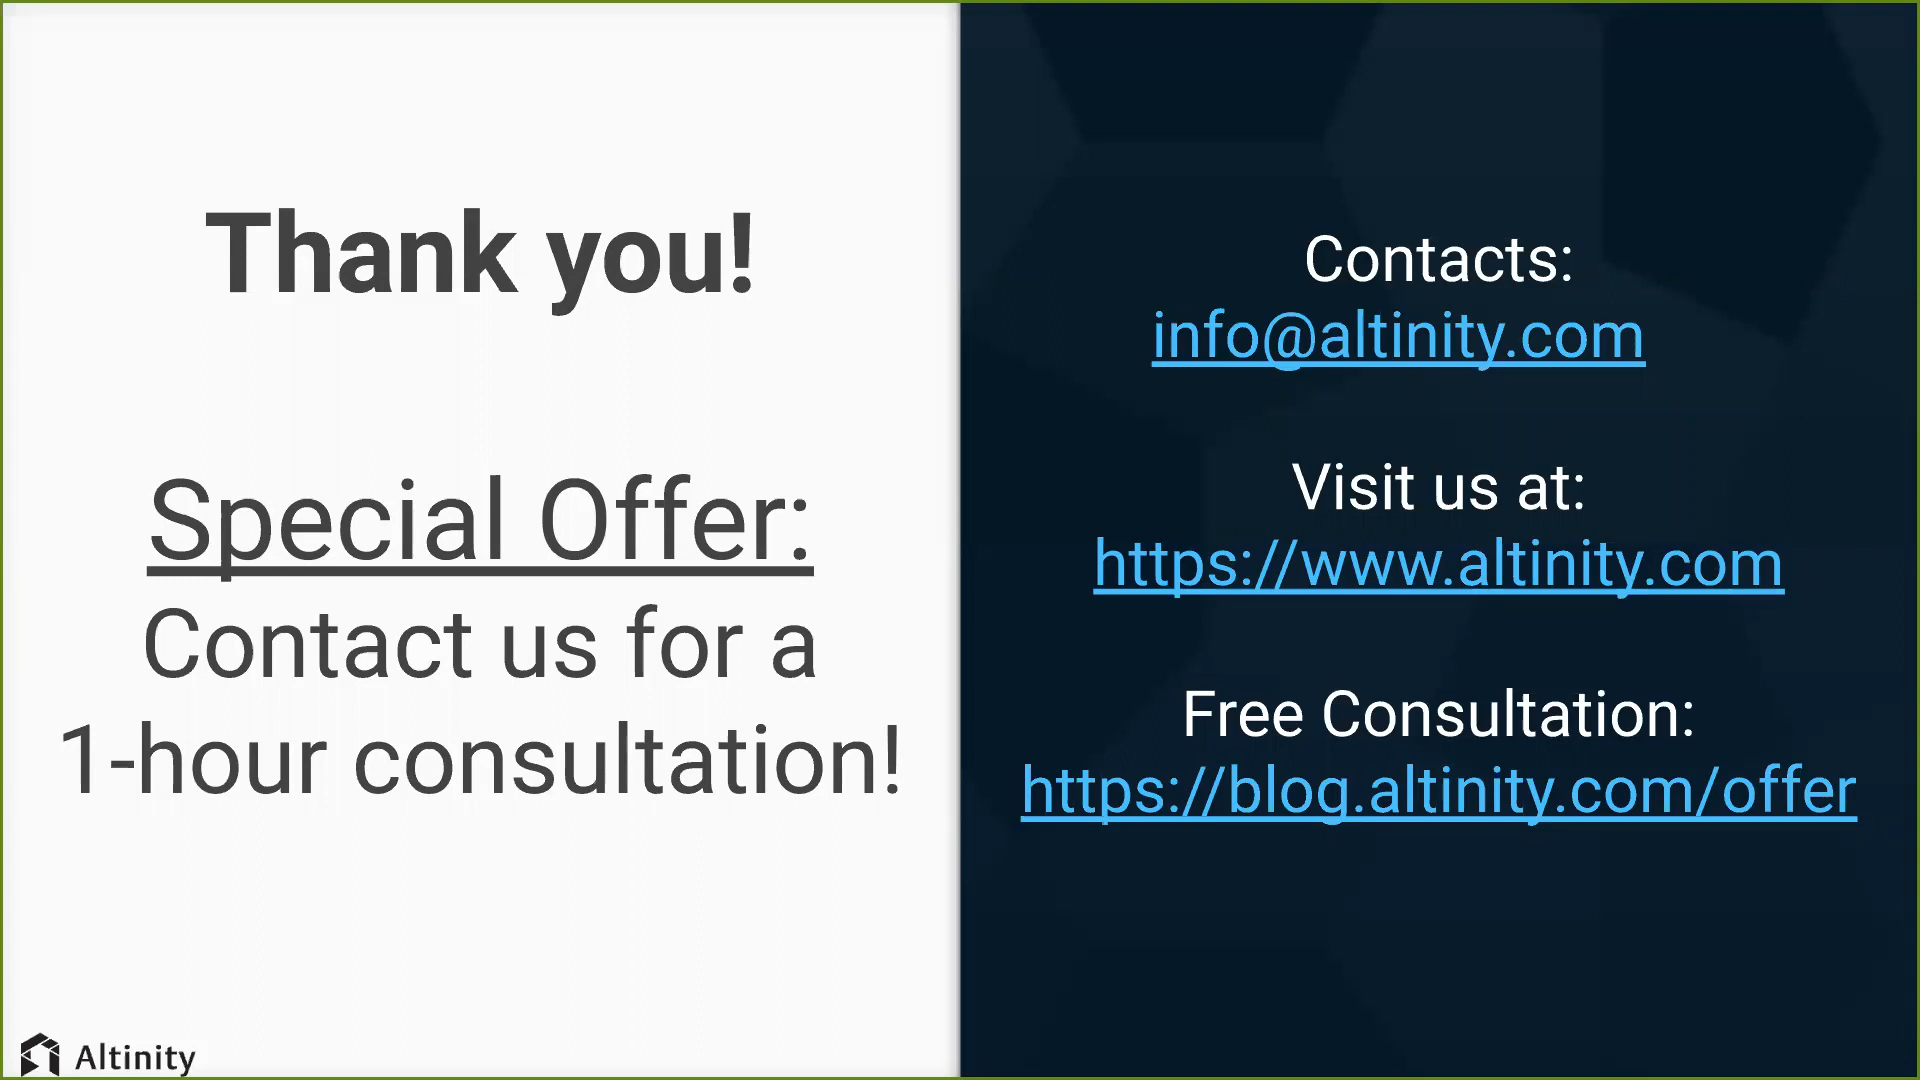 Thank you!
Special Offer:
Contact us for a
1-hour consultation!
Altinity
Contacts:
info@altinity.com
Visit us at:
https://www.altinity.com
Free Consultation:
https://blog.altinity.com/offer